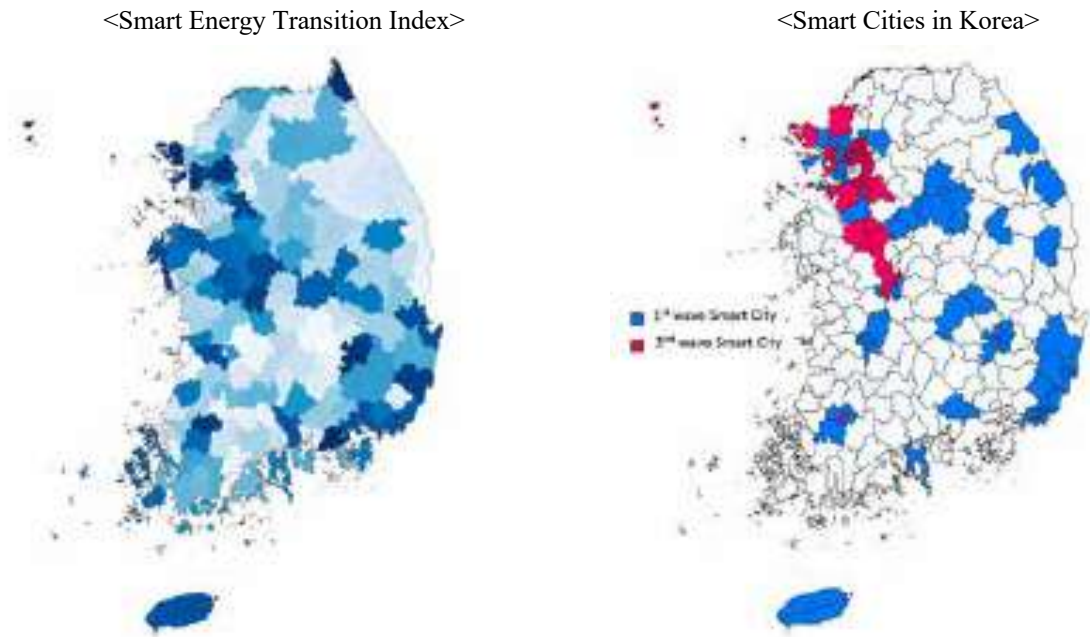 <Smart Energy Transition Index>
<Smart Cities in Korea>
1st wave Smart City
2nd wave Smart City